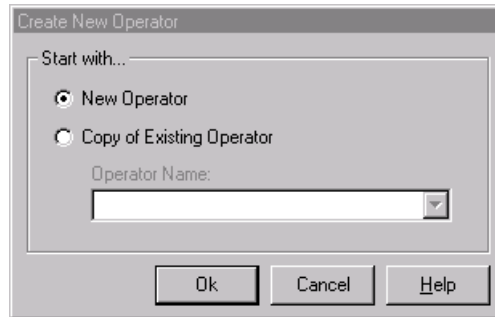 Create New Operator
Start with...
New Operator
Copy of Existing Operator
Operator Name:
Ok Cancel Help